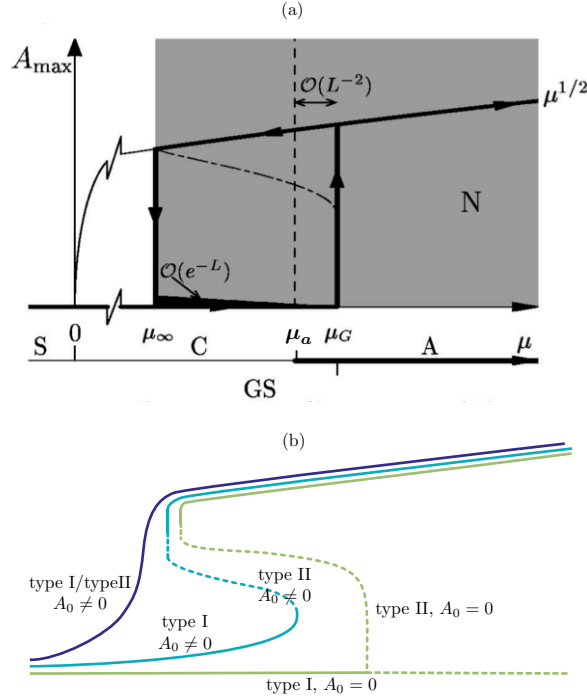 (a)
A_max
O(L^{-2})
μ^{1/2}
N
O(e^{-L})
0
μ_∞
μ_a
μ_G
S
C
A
μ
GS
(b)
type I/typeII
A_0 ≠ 0
type II
A_0 ≠ 0
type I
A_0 ≠ 0
type II, A_0 = 0
type I, A_0 = 0